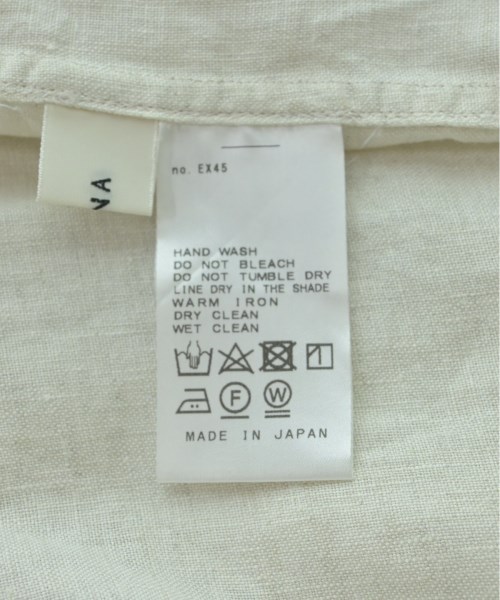 NA
no. EX45
HAND WASH
DO NOT BLEACH
DO NOT TUMBLE DRY
LINE DRY IN THE SHADE
WARM IRON
DRY CLEAN
WET CLEAN
F W
MADE IN JAPAN